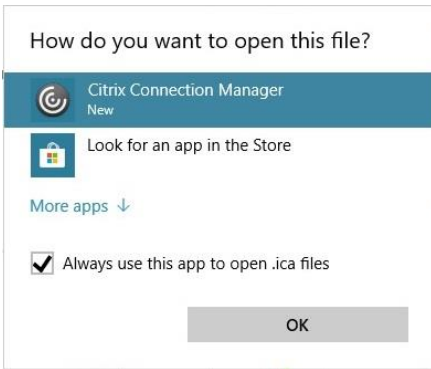 How do you want to open this file?
Citrix Connection Manager
New
Look for an app in the Store
More apps ↓
Always use this app to open .ica files
OK